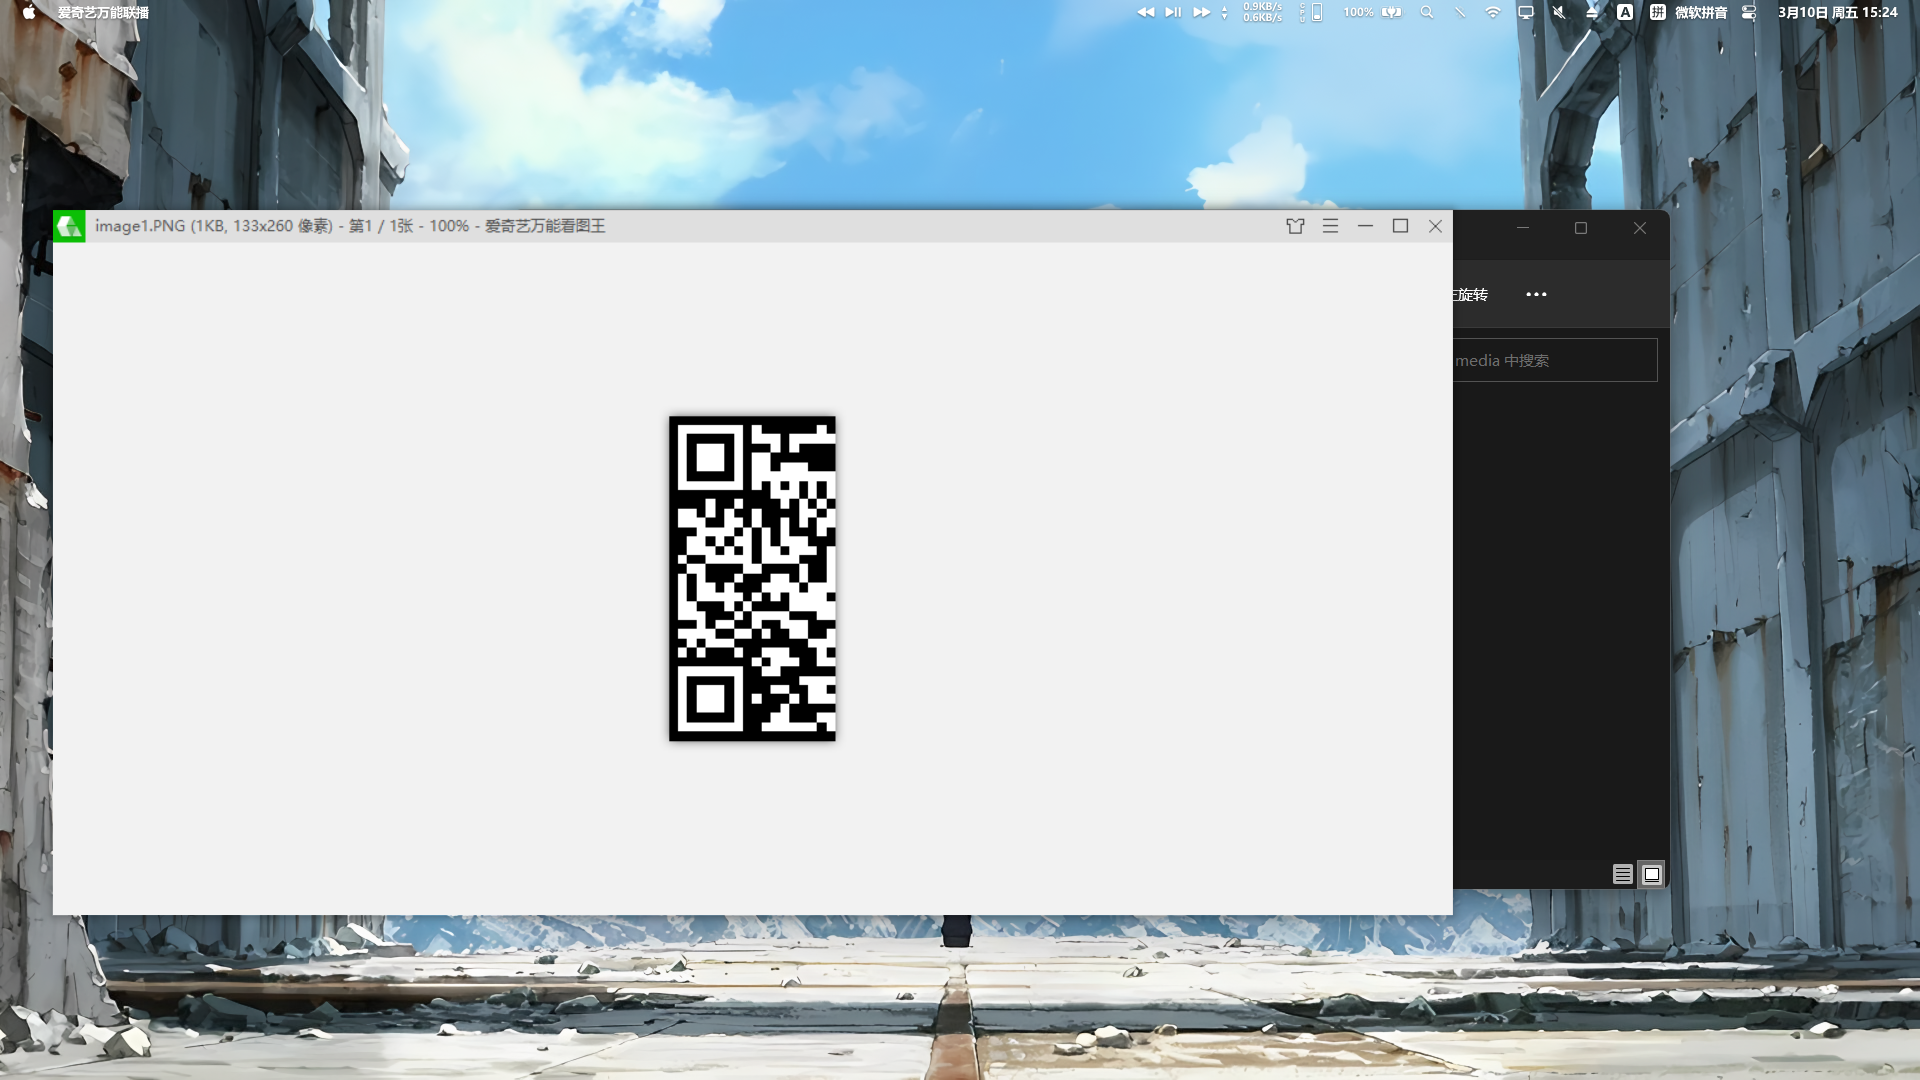 爱奇艺万能联播
0.9KB/s
0.6KB/s
CPU
100%
A
拼 微软拼音
3月10日 周五 15:24
image1.PNG (1KB, 133x260 像素) - 第1 / 1张 - 100% - 爱奇艺万能看图王
旋转
media 中搜索